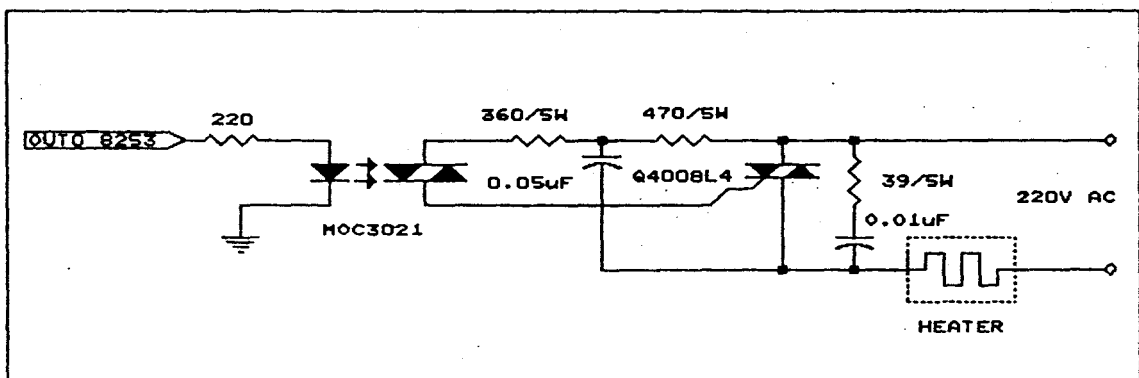 OUT0 8253
220
360/5W
470/5W
0.05uF
Q4008L4
39/5W
0.01uF
220V AC
MOC3021
HEATER